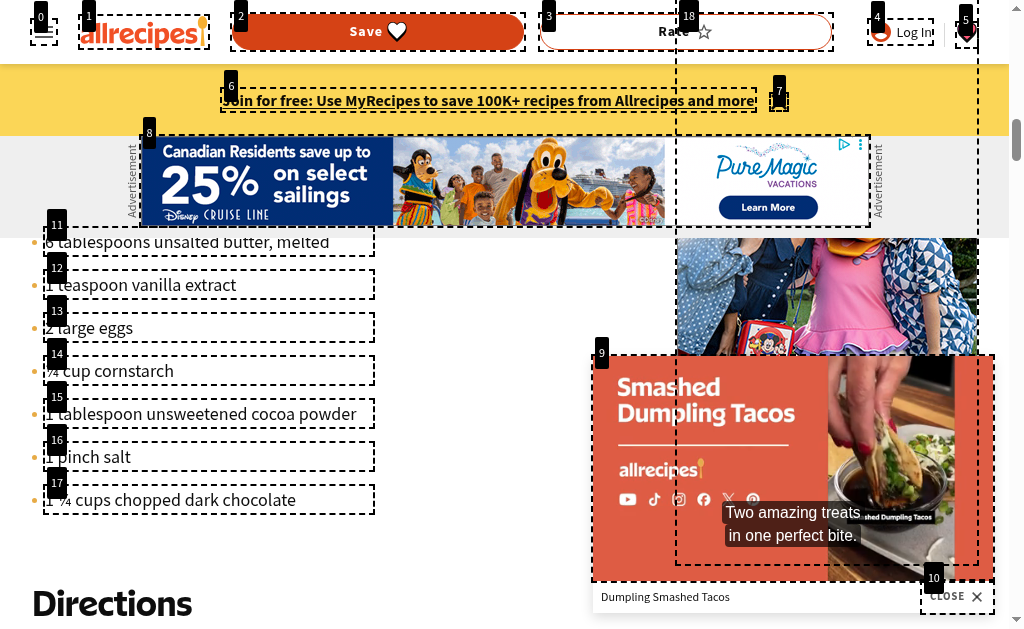 0
1
allrecipes
2
Save
3
18
Rate
4
Log In
5
6
Join for free: Use MyRecipes to save 100K+ recipes from Allrecipes and more
7
8
Advertisement
Canadian Residents save up to
25% on select
sailings
Disney CRUISE LINE
©Disney
PURE MAGIC
VACATIONS
Learn More
Advertisement
11
6 tablespoons unsalted butter, melted
12
1 teaspoon vanilla extract
13
2 large eggs
14
¼ cup cornstarch
15
1 tablespoon unsweetened cocoa powder
16
1 pinch salt
17
1 ¼ cups chopped dark chocolate
9
Smashed
Dumpling Tacos
allrecipes
Smashed Dumpling Tacos
Two amazing treats
in one perfect bite.
10
Dumpling Smashed Tacos
CLOSE
Directions